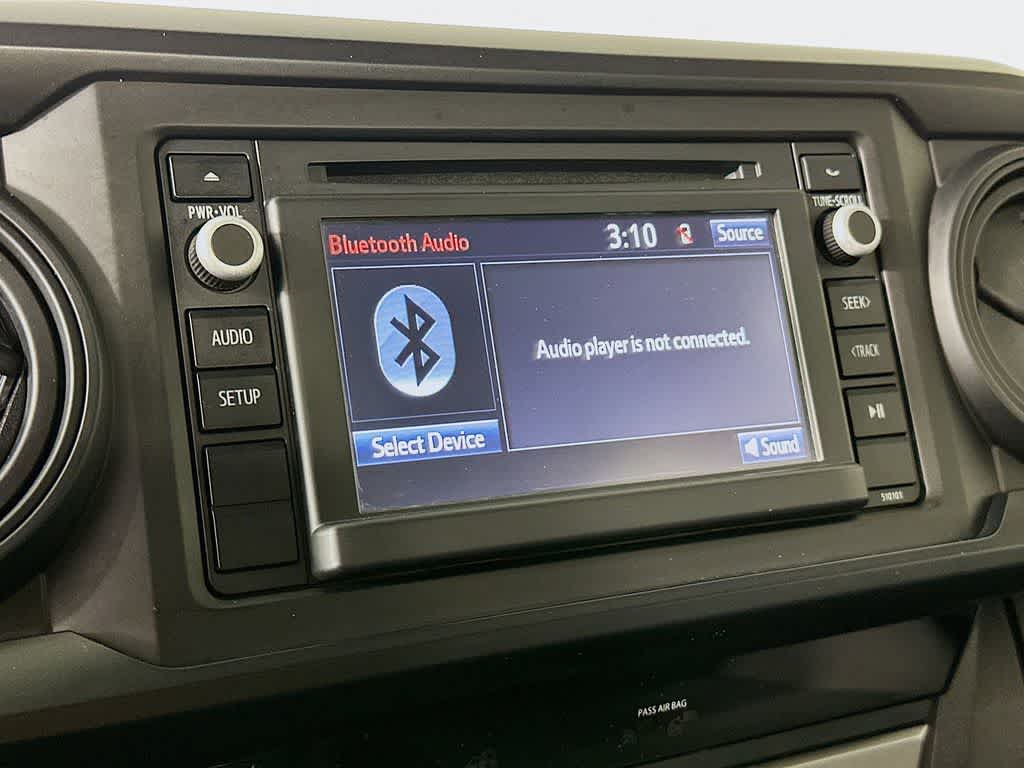 PWR·VOL
TUNE·SCROLL
Bluetooth Audio
3:10
Source
AUDIO
SETUP
Audio player is not connected.
Select Device
Sound
SEEK>
<TRACK
510101
PASS AIR BAG